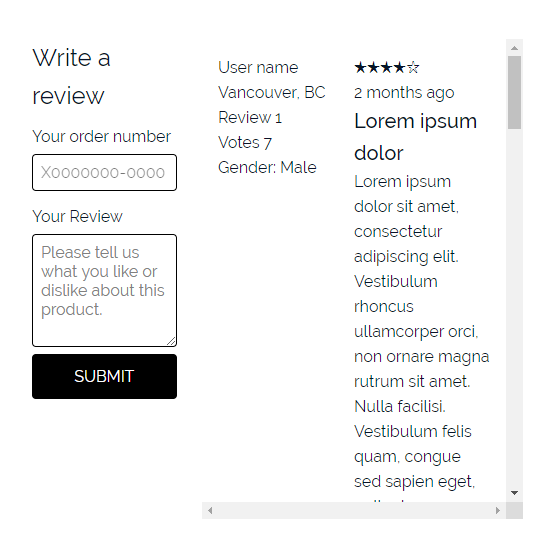 Write a
review
Your order number
X0000000-0000
Your Review
Please tell us
what you like or
dislike about this
product.
SUBMIT
User name
Vancouver, BC
Review 1
Votes 7
Gender: Male
★★★★☆
2 months ago
Lorem ipsum
dolor
Lorem ipsum
dolor sit amet,
consectetur
adipiscing elit.
Vestibulum
rhoncus
ullamcorper orci,
non ornare magna
rutrum sit amet.
Nulla facilisi.
Vestibulum felis
quam, congue
sed sapien eget,